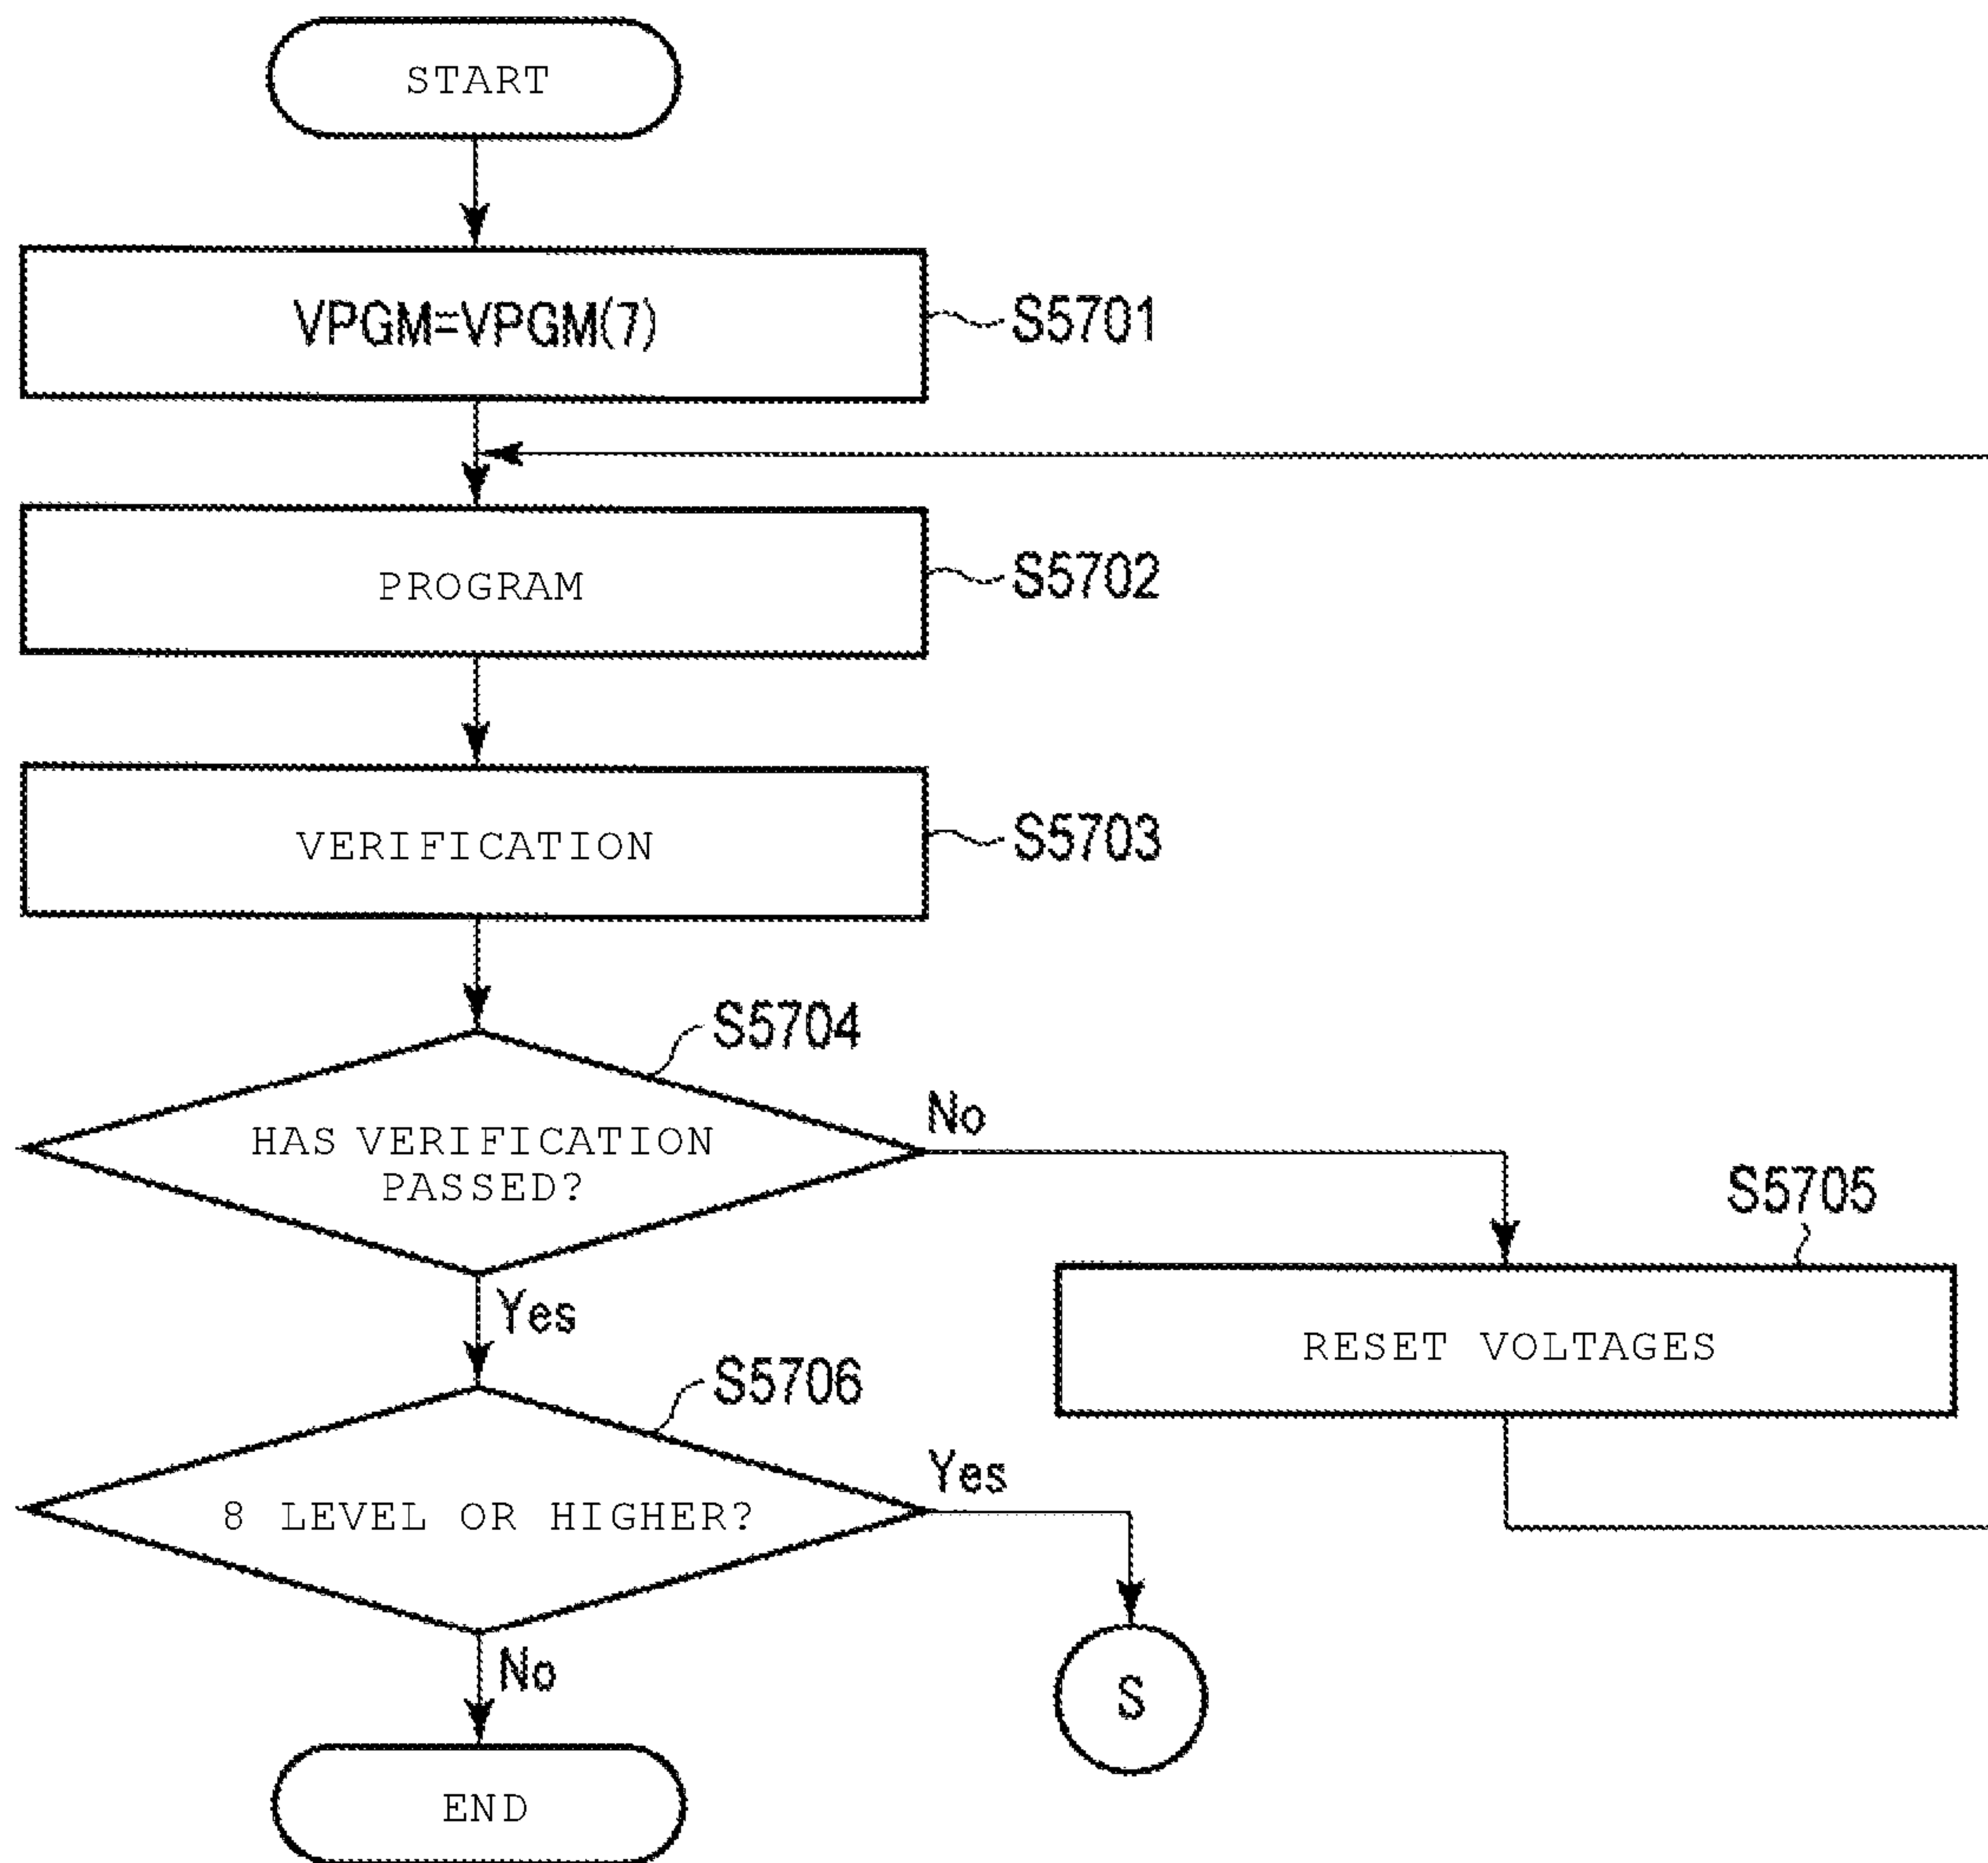 START
VPGM=VPGM(7)
S5701
PROGRAM
S5702
VERIFICATION
S5703
S5704
HAS VERIFICATION
PASSED?
No
Yes
S5705
RESET VOLTAGES
S5706
8 LEVEL OR HIGHER?
Yes
No
S
END